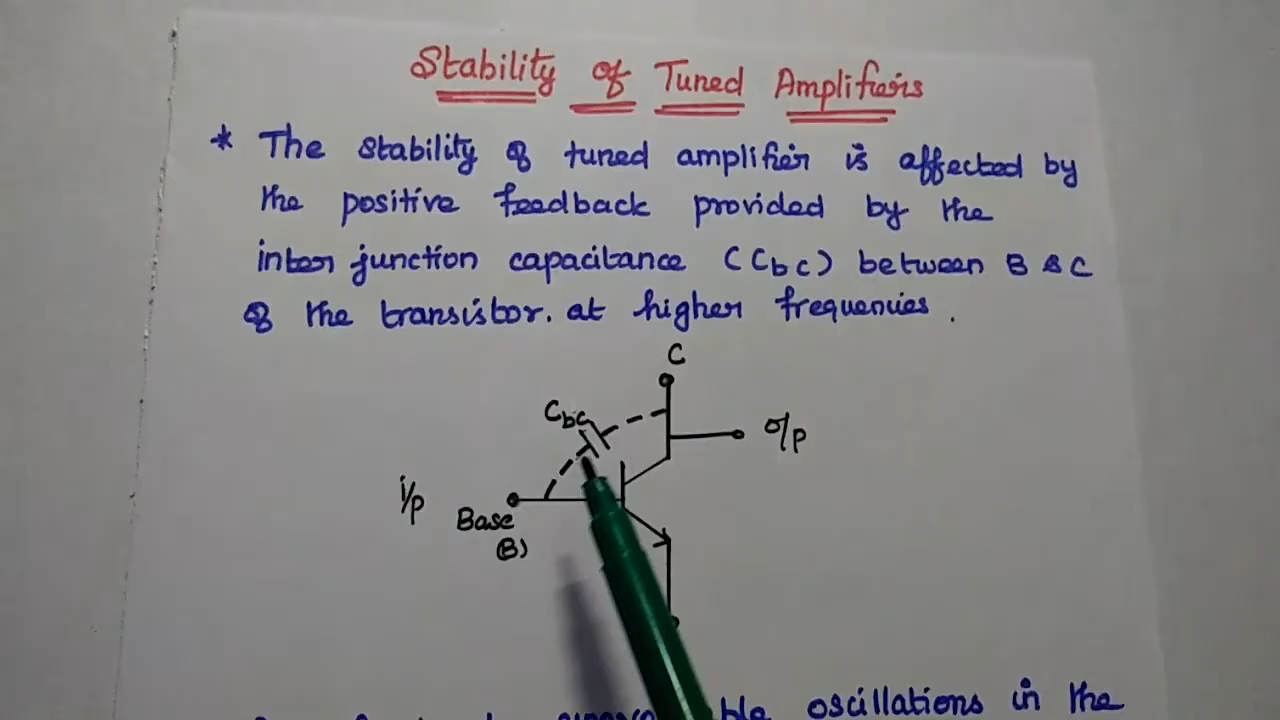 Stability of Tuned Amplifiers
* The stability of tuned amplifier is affected by
the positive feedback provided by the
inter junction capacitance (Cbc) between B & C
of the transistor. at higher frequencies.
C
Cbc
o/p
i/p
Base
(B)
oscillations in the